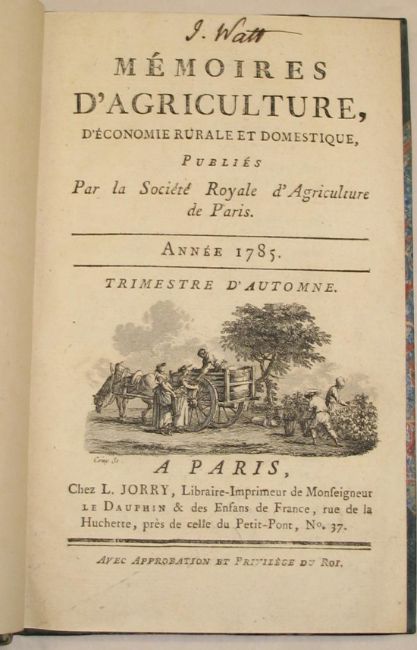 J. Watt
MÉMOIRES
D'AGRICULTURE,
D'ÉCONOMIE RURALE ET DOMESTIQUE,
PUBLIÉS
Par la Société Royale d'Agriculture
de Paris.
ANNÉE 1785.
TRIMESTRE D'AUTOMNE.
A PARIS,
Chez L. JORRY, Libraire-Imprimeur de Monſeigneur
LE DAUPHIN & des Enfans de France, rue de la
Huchette, près de celle du Petit-Pont, No. 37.
AVEC APPROBATION ET PRIVILÈGE DU ROI.